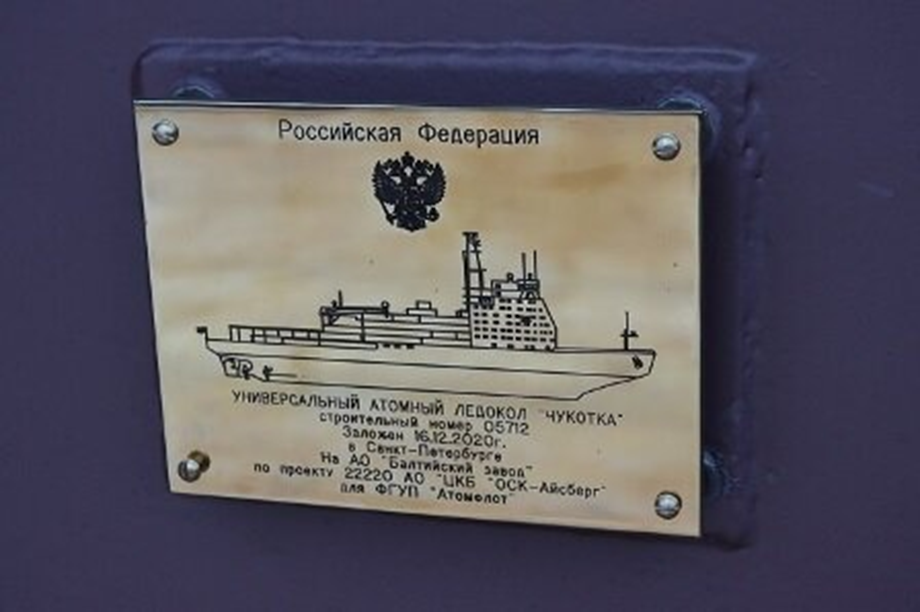 Российская Федерация
УНИВЕРСАЛЬНЫЙ АТОМНЫЙ ЛЕДОКОЛ "ЧУКОТКА"
строительный номер 05712
Заложен 16.12.2020г.
в Санкт-Петербурге
На АО "Балтийский завод"
по проекту 22220 АО "ЦКБ "ОСК-Айсберг"
для ФГУП "Атомфлот"